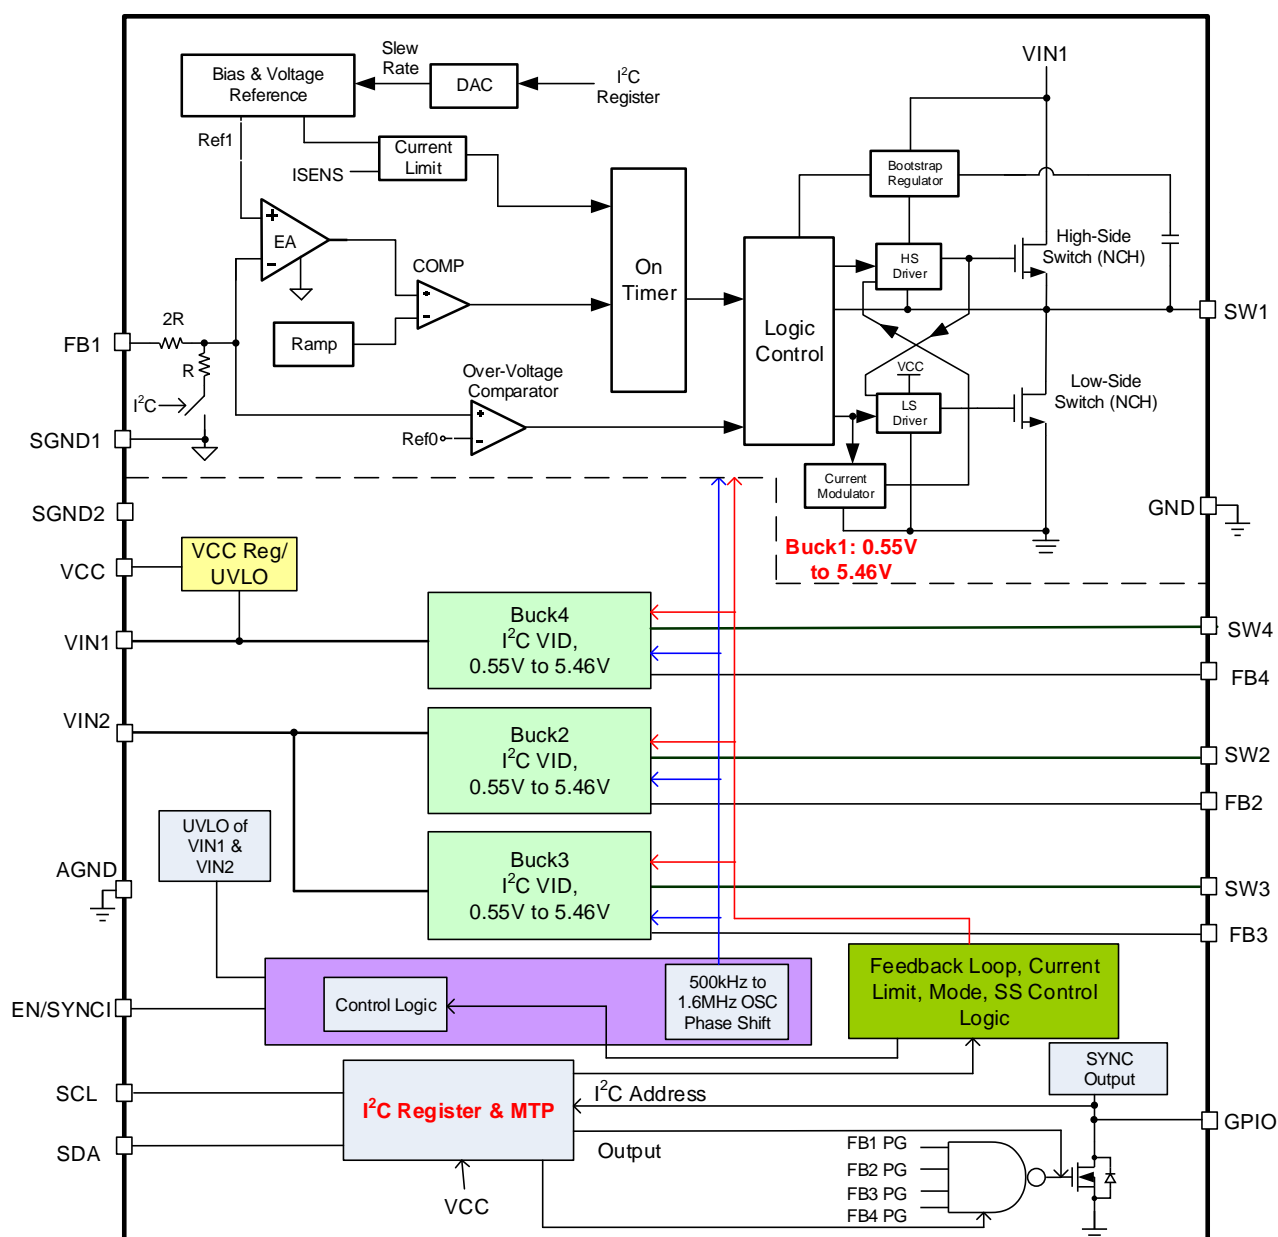 Slew
Rate
Bias & Voltage
Reference
DAC
I²C
Register
VIN1
Ref1
Current
Limit
ISENS
Bootstrap
Regulator
+
EA
-
COMP
+
-
On
Timer
HS
Driver
High-Side
Switch (NCH)
2R
FB1
R
Ramp
Logic
Control
SW1
I²C
Over-Voltage
Comparator
VCC
LS
Driver
Low-Side
Switch (NCH)
+
Ref0
-
SGND1
Current
Modulator
SGND2
GND
VCC
VCC Reg/
UVLO
Buck1: 0.55V
to 5.46V
VIN1
Buck4
I²C VID,
0.55V to 5.46V
SW4
FB4
VIN2
Buck2
I²C VID,
0.55V to 5.46V
SW2
FB2
UVLO of
VIN1 &
VIN2
AGND
Buck3
I²C VID,
0.55V to 5.46V
SW3
FB3
EN/SYNCI
Control Logic
500kHz to
1.6MHz OSC
Phase Shift
Feedback Loop, Current
Limit, Mode, SS Control
Logic
SYNC
Output
SCL
I²C Register & MTP
I²C Address
GPIO
SDA
Output
FB1 PG
FB2 PG
FB3 PG
FB4 PG
VCC